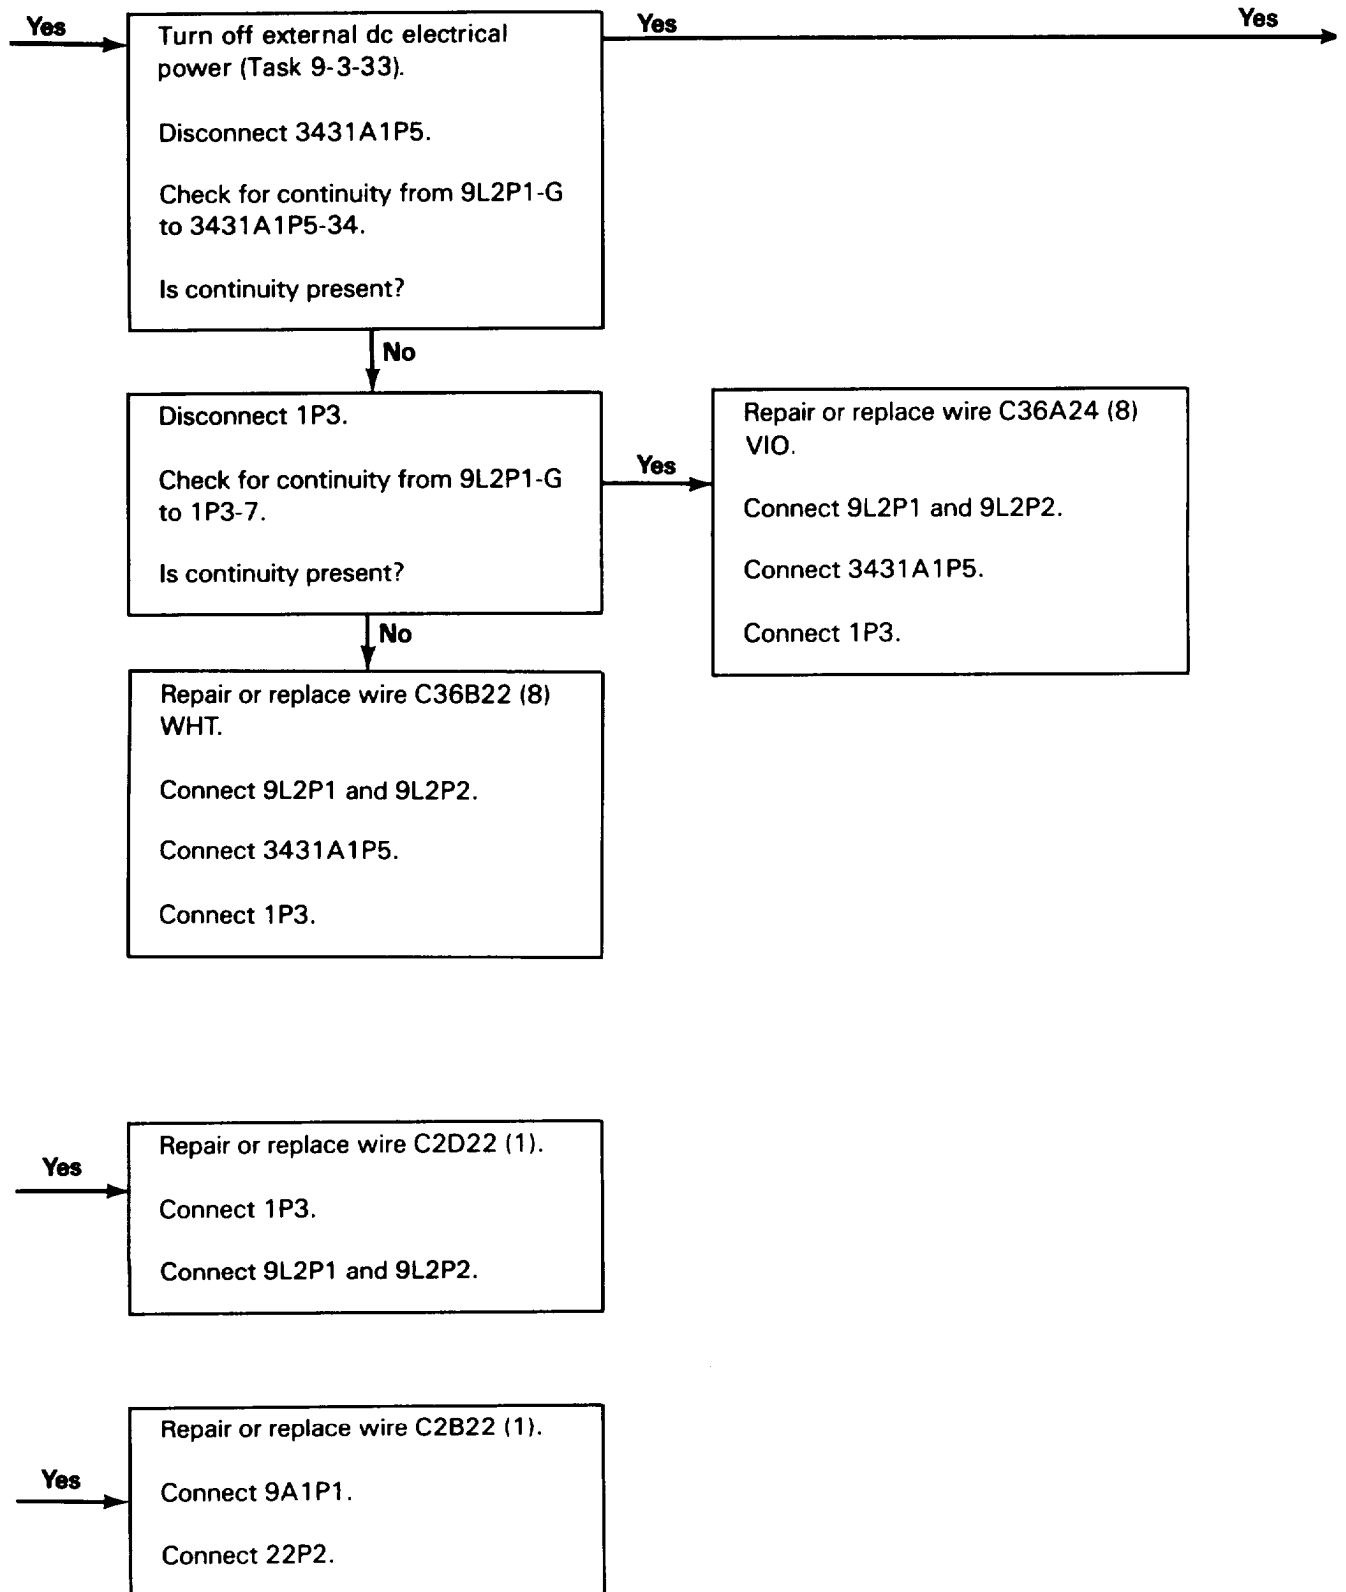 Yes
Turn off external dc electrical
power (Task 9-3-33).
Disconnect 3431A1P5.
Check for continuity from 9L2P1-G
to 3431A1P5-34.
Is continuity present?
Yes
Yes
No
Disconnect 1P3.
Check for continuity from 9L2P1-G
to 1P3-7.
Is continuity present?
Yes
Repair or replace wire C36A24 (8)
VIO.
Connect 9L2P1 and 9L2P2.
Connect 3431A1P5.
Connect 1P3.
No
Repair or replace wire C36B22 (8)
WHT.
Connect 9L2P1 and 9L2P2.
Connect 3431A1P5.
Connect 1P3.
Yes
Repair or replace wire C2D22 (1).
Connect 1P3.
Connect 9L2P1 and 9L2P2.
Yes
Repair or replace wire C2B22 (1).
Connect 9A1P1.
Connect 22P2.